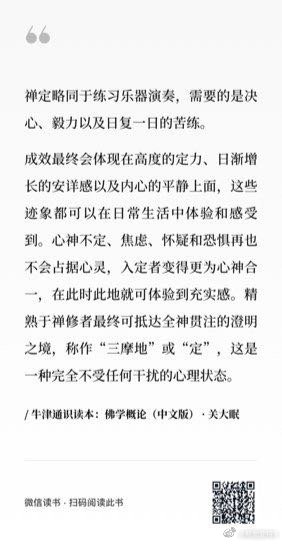 禅定略同于练习乐器演奏，需要的是决
心、毅力以及日复一日的苦练。
成效最终会体现在高度的定力、日渐增
长的安详感以及内心的平静上面，这些
迹象都可以在日常生活中体验和感受
到。心神不定、焦虑、怀疑和恐惧再也
不会占据心灵，入定者变得更为心神合
一，在此时此地就可体验到充实感。精
熟于禅修者最终可抵达全神贯注的澄明
之境，称作“三摩地”或“定”，这是
一种完全不受任何干扰的心理状态。
/ 牛津通识读本：佛学概论（中文版）·关大眠
微信读书·扫码阅读此书